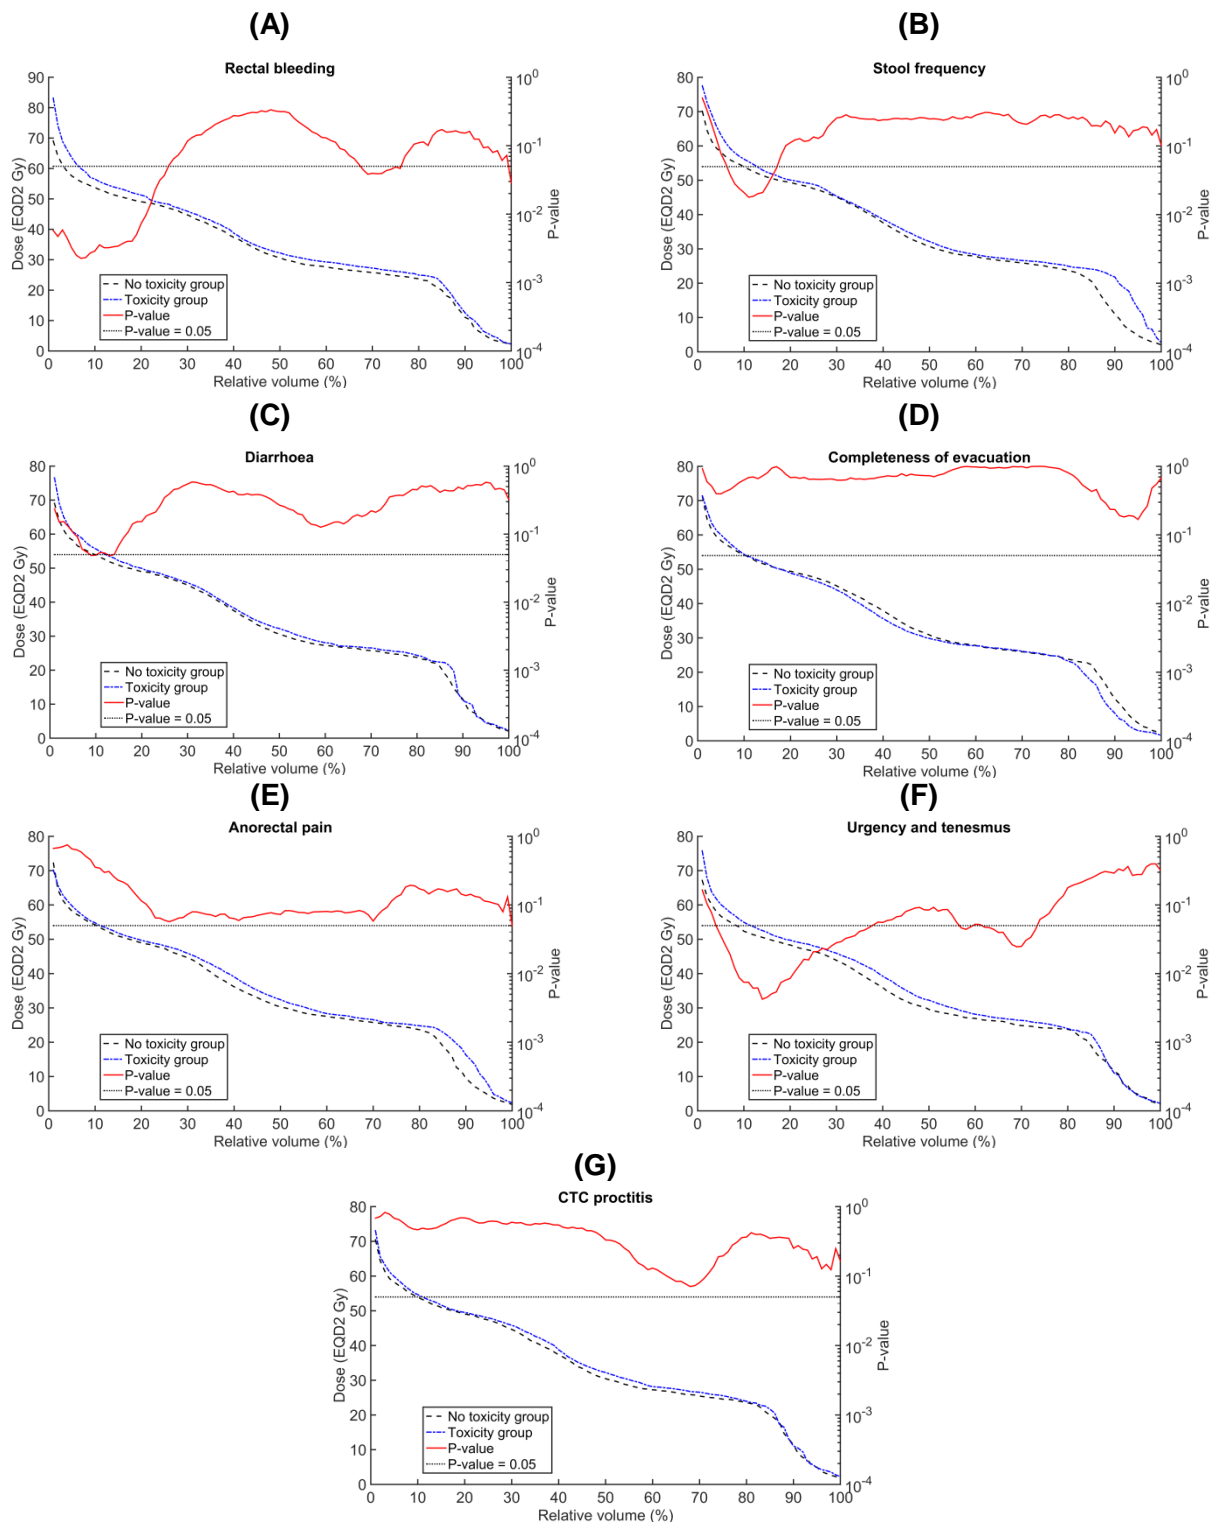 (A)
Rectal bleeding
90
80
70
60
50
40
30
20
10
0
Dose (EQD2 Gy)
10^0
10^-1
10^-2
10^-3
10^-4
P-value
No toxicity group
Toxicity group
P-value
P-value = 0.05
0 10 20 30 40 50 60 70 80 90 100
Relative volume (%)
(B)
Stool frequency
80
70
60
50
40
30
20
10
0
Dose (EQD2 Gy)
10^0
10^-1
10^-2
10^-3
10^-4
P-value
No toxicity group
Toxicity group
P-value
P-value = 0.05
0 10 20 30 40 50 60 70 80 90 100
Relative volume (%)
(C)
Diarrhoea
80
70
60
50
40
30
20
10
0
Dose (EQD2 Gy)
10^0
10^-1
10^-2
10^-3
10^-4
P-value
No toxicity group
Toxicity group
P-value
P-value = 0.05
0 10 20 30 40 50 60 70 80 90 100
Relative volume (%)
(D)
Completeness of evacuation
80
70
60
50
40
30
20
10
0
Dose (EQD2 Gy)
10^0
10^-1
10^-2
10^-3
10^-4
P-value
No toxicity group
Toxicity group
P-value
P-value = 0.05
0 10 20 30 40 50 60 70 80 90 100
Relative volume (%)
(E)
Anorectal pain
80
70
60
50
40
30
20
10
0
Dose (EQD2 Gy)
10^0
10^-1
10^-2
10^-3
10^-4
P-value
No toxicity group
Toxicity group
P-value
P-value = 0.05
0 10 20 30 40 50 60 70 80 90 100
Relative volume (%)
(F)
Urgency and tenesmus
80
70
60
50
40
30
20
10
0
Dose (EQD2 Gy)
10^0
10^-1
10^-2
10^-3
10^-4
P-value
No toxicity group
Toxicity group
P-value
P-value = 0.05
0 10 20 30 40 50 60 70 80 90 100
Relative volume (%)
(G)
CTC proctitis
80
70
60
50
40
30
20
10
0
Dose (EQD2 Gy)
10^0
10^-1
10^-2
10^-3
10^-4
P-value
No toxicity group
Toxicity group
P-value
P-value = 0.05
0 10 20 30 40 50 60 70 80 90 100
Relative volume (%)